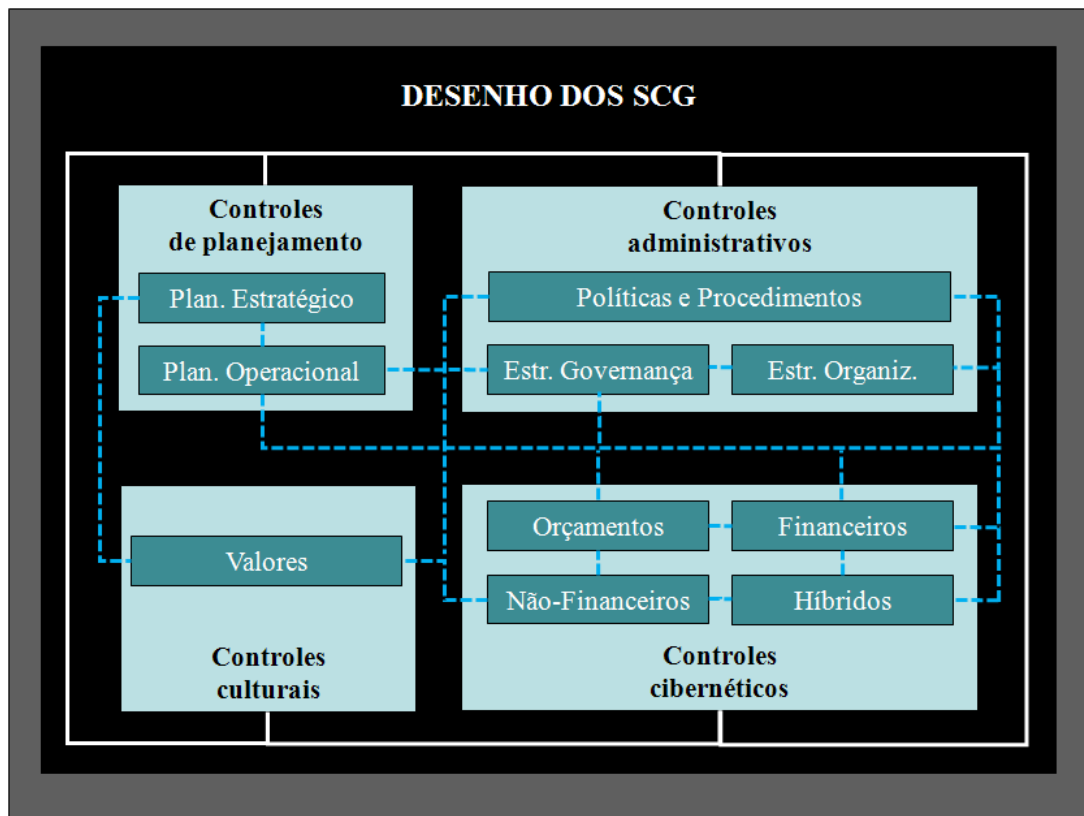 DESENHO DOS SCG
Controles
de planejamento
Plan. Estratégico
Plan. Operacional
Controles
administrativos
Políticas e Procedimentos
Estr. Governança
Estr. Organiz.
Valores
Controles
culturais
Orçamentos
Financeiros
Não-Financeiros
Híbridos
Controles
cibernéticos